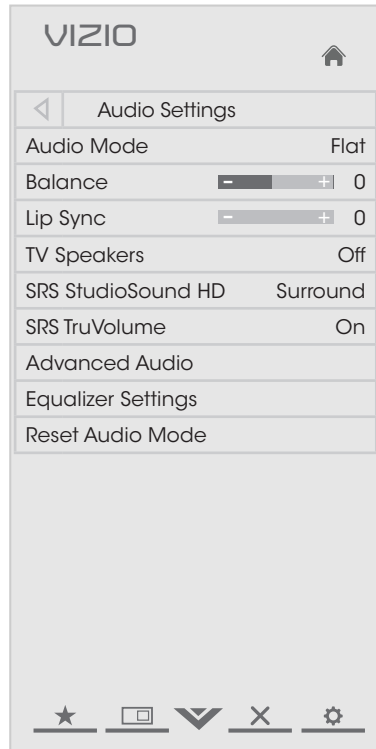 VIZIO
Audio Settings
Audio Mode Flat
Balance - + 0
Lip Sync - + 0
TV Speakers Off
SRS StudioSound HD Surround
SRS TruVolume On
Advanced Audio
Equalizer Settings
Reset Audio Mode